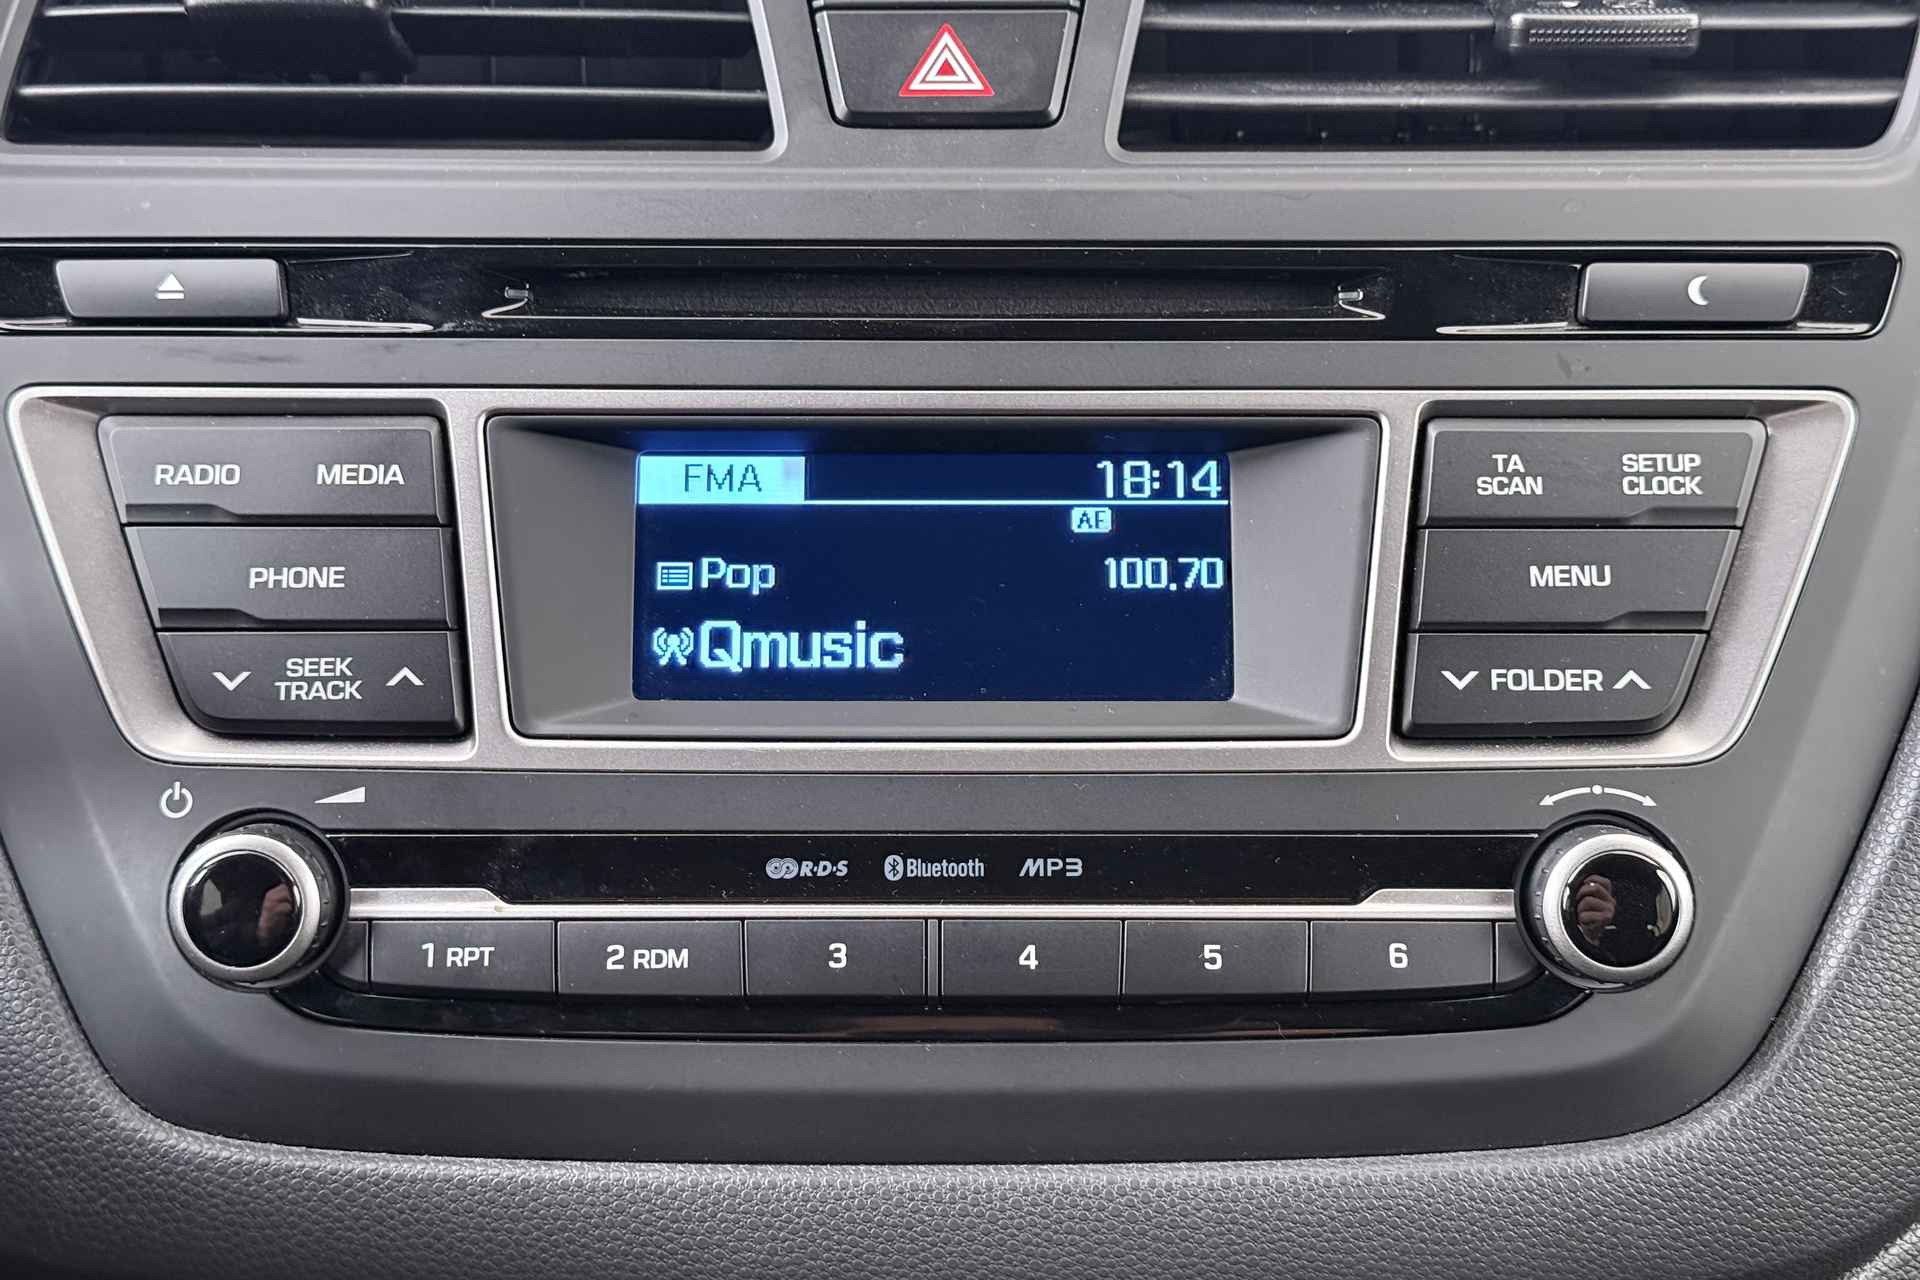 RADIO MEDIA
PHONE
SEEK
TRACK
FMA 18:14
AF
Pop 100.70
Qmusic
TA
SCAN
SETUP
CLOCK
MENU
FOLDER
R·D·S Bluetooth MP3
1 RPT 2 RDM 3 4 5 6